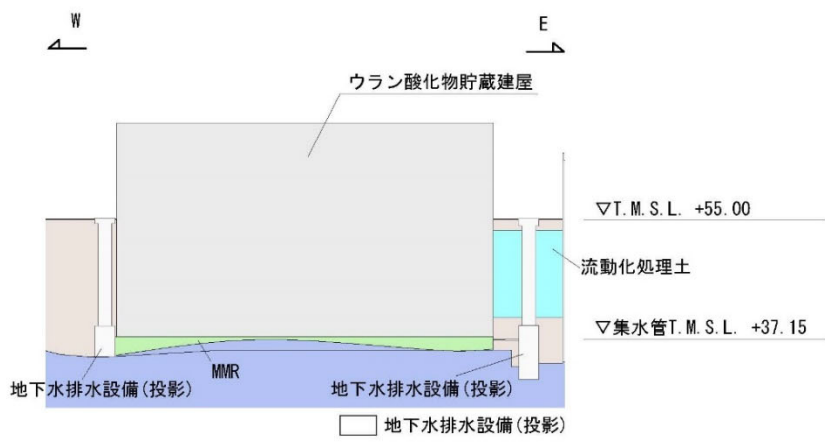 W
E
ウラン酸化物貯蔵建屋
▽T.M.S.L. +55.00
流動化処理土
▽集水管T.M.S.L. +37.15
MMR
地下水排水設備(投影)
地下水排水設備(投影)
地下水排水設備(投影)